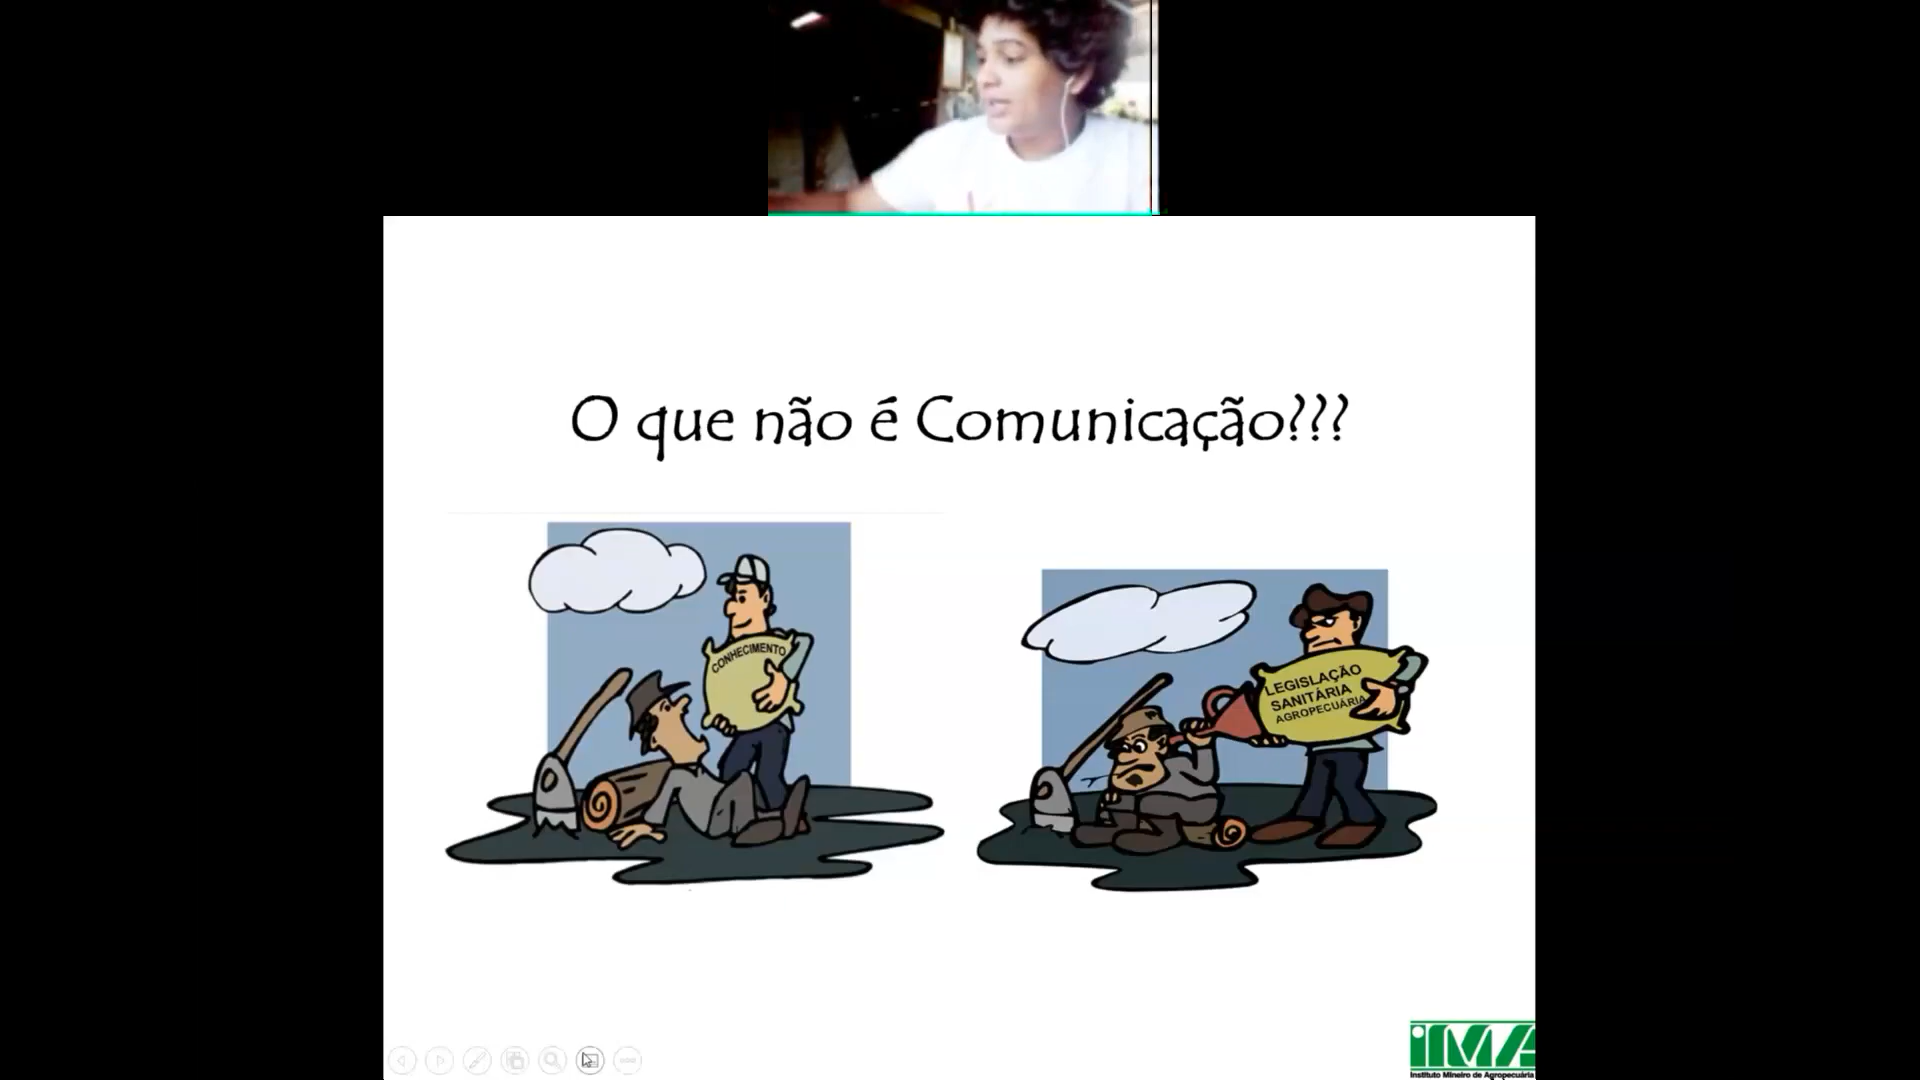 O que não é Comunicação???
CONHECIMENTO
LEGISLAÇÃO
SANITÁRIA
AGROPECUÁRIA
iMA
Instituto Mineiro de Agropecuária